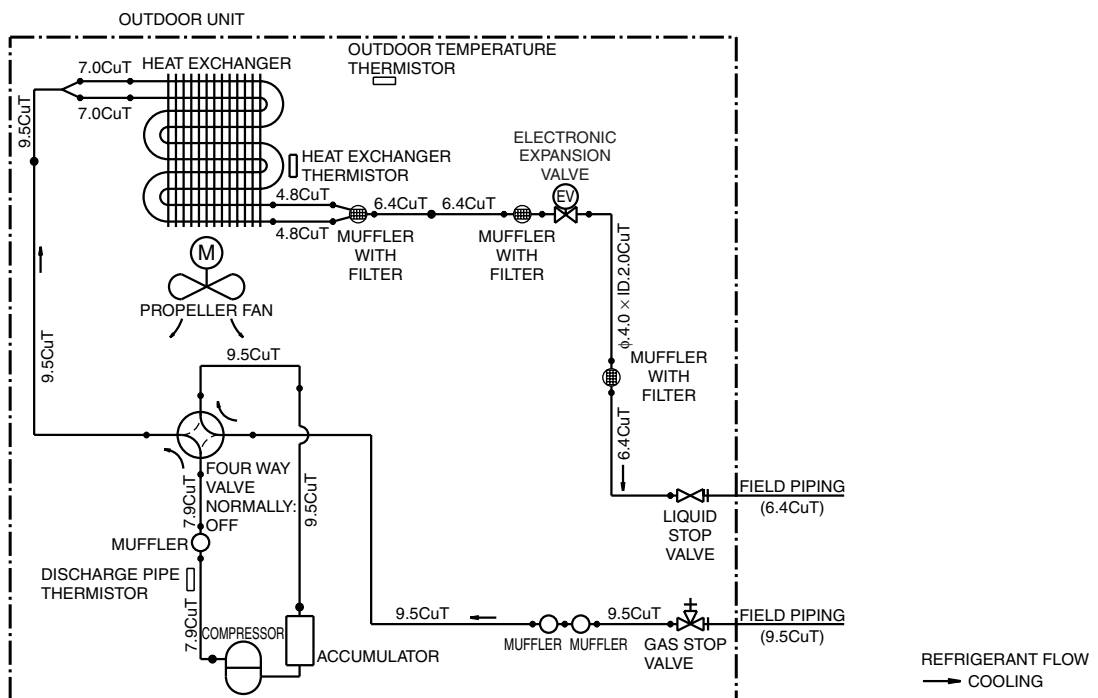 OUTDOOR UNIT
OUTDOOR TEMPERATURE
THERMISTOR
7.0CuT
HEAT EXCHANGER
7.0CuT
9.5CuT
HEAT EXCHANGER
THERMISTOR
ELECTRONIC
EXPANSION
VALVE
EV
4.8CuT
4.8CuT
6.4CuT
6.4CuT
MUFFLER
WITH
FILTER
MUFFLER
WITH
FILTER
M
PROPELLER FAN
ϕ.4.0 × ID.2.0CuT
MUFFLER
WITH
FILTER
9.5CuT
9.5CuT
6.4CuT
FOUR WAY
VALVE
NORMALLY:
OFF
7.9CuT
9.5CuT
MUFFLER
FIELD PIPING
(6.4CuT)
LIQUID
STOP
VALVE
DISCHARGE PIPE
THERMISTOR
7.9CuT
COMPRESSOR
ACCUMULATOR
9.5CuT
MUFFLER
MUFFLER
9.5CuT
GAS STOP
VALVE
FIELD PIPING
(9.5CuT)
REFRIGERANT FLOW
COOLING